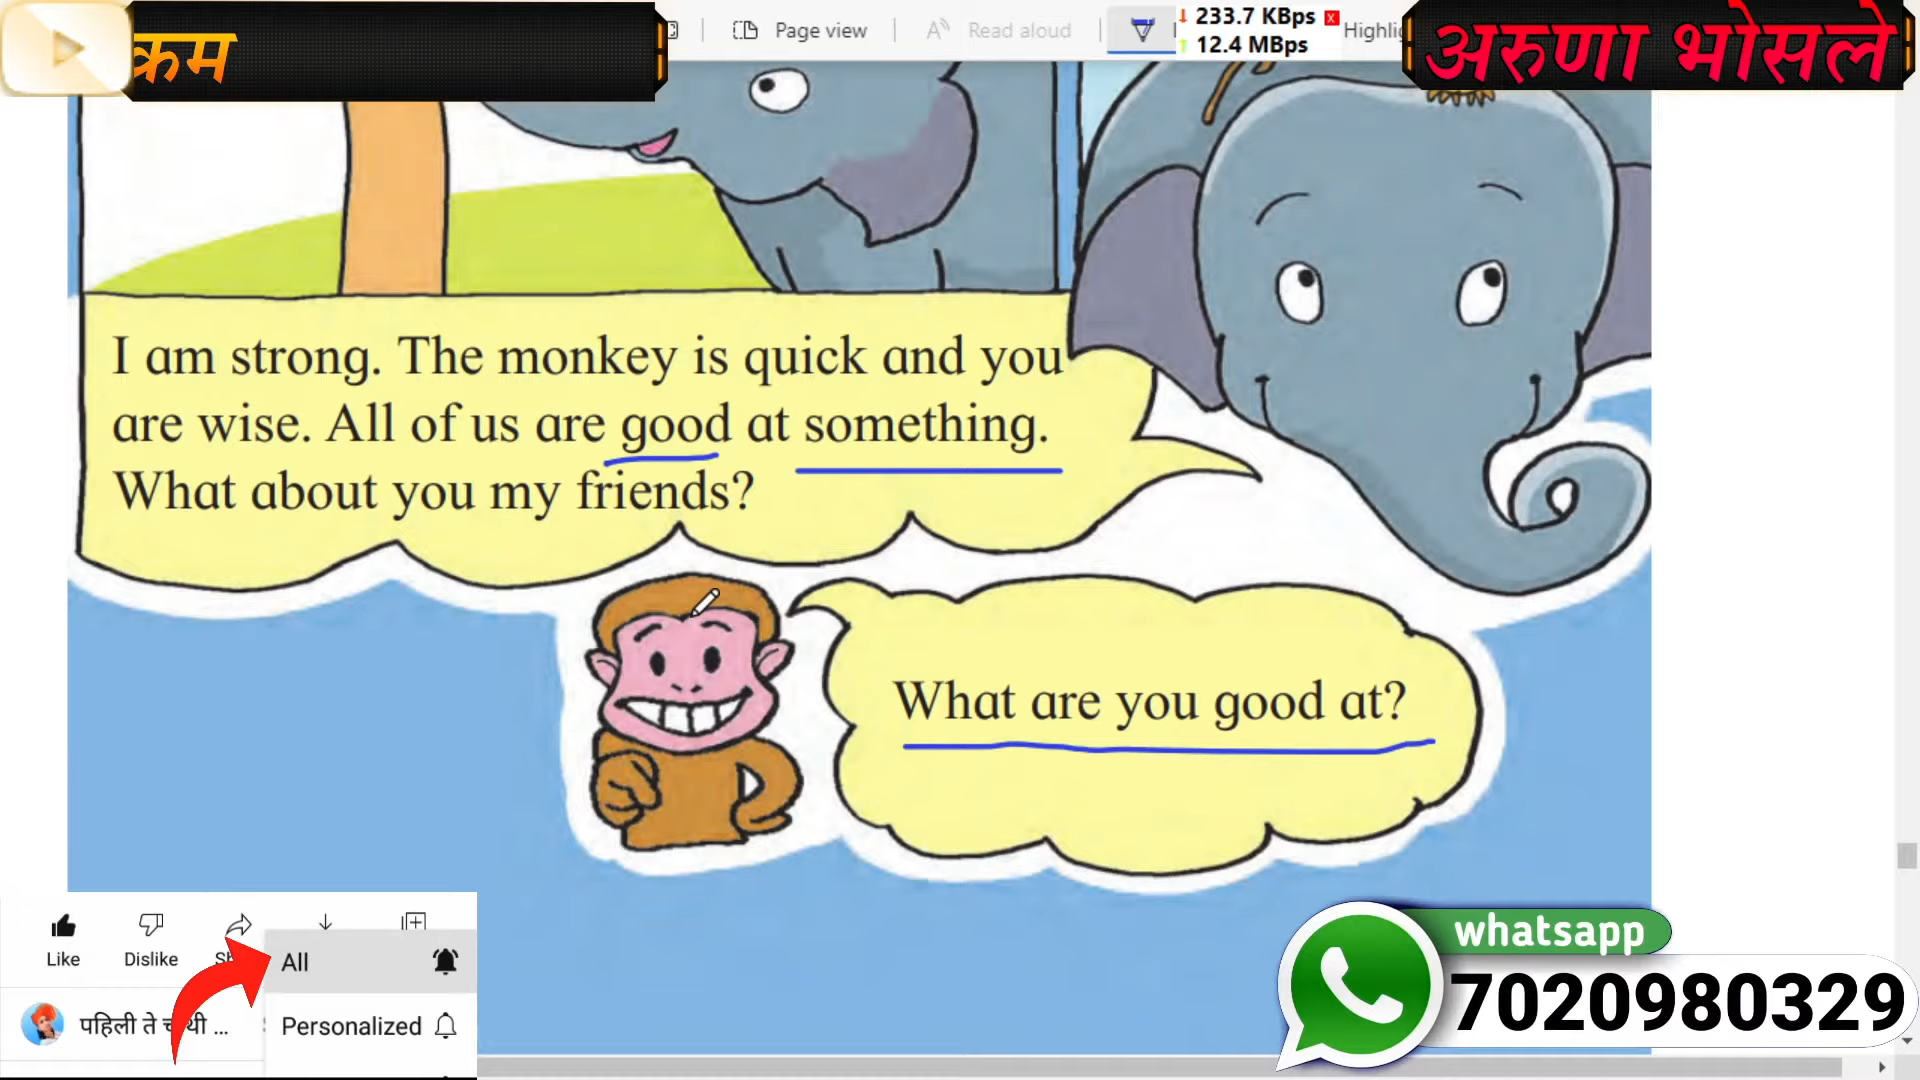 क्रम
Page view
Read aloud
233.7 KBps
12.4 MBps
x
अरुणा भोसले
I am strong. The monkey is quick and you
are wise. All of us are good at something.
What about you my friends?
What are you good at?
Like
Dislike
All
पहिली ते
Personalized
whatsapp
7020980329